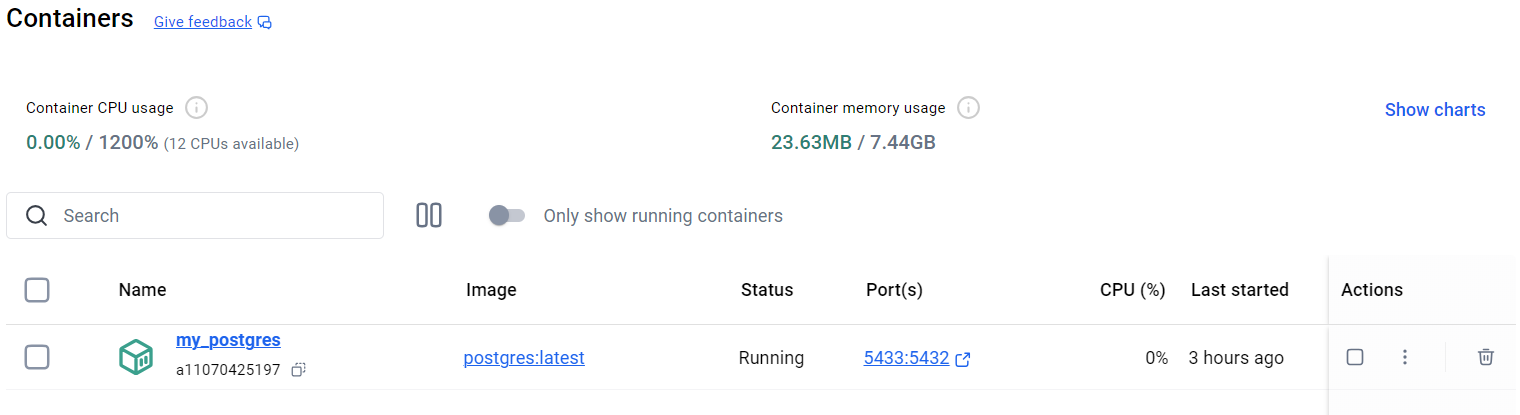 Containers Give feedback
Container CPU usage
0.00% / 1200% (12 CPUs available)
Container memory usage
23.63MB / 7.44GB
Show charts
Search
Only show running containers
Name Image Status Port(s) CPU (%) Last started Actions
my_postgres
a11070425197
postgres:latest Running 5433:5432 0% 3 hours ago